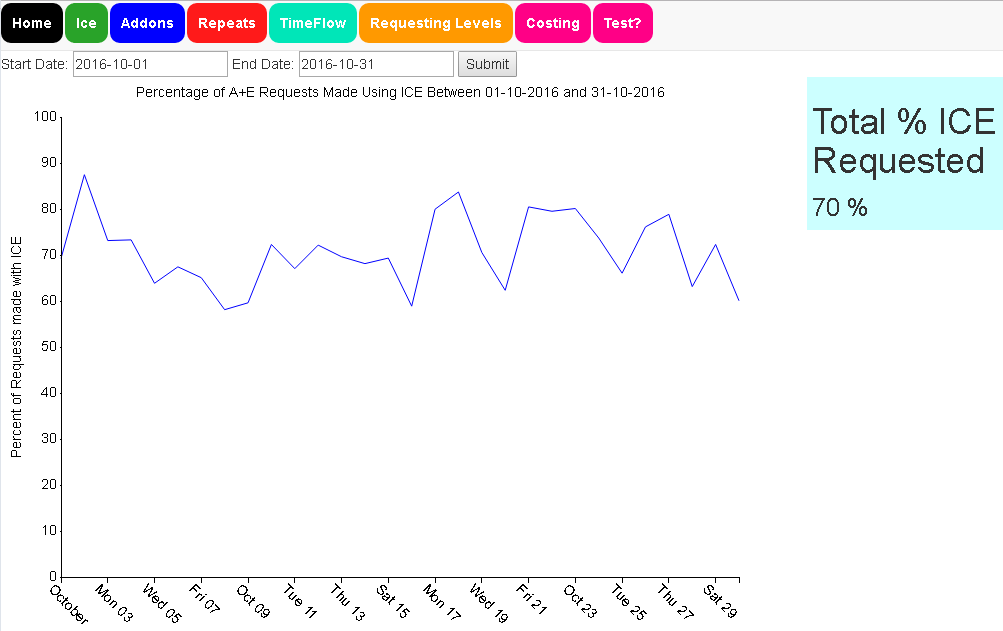 Home Ice Addons Repeats TimeFlow Requesting Levels Costing Test?
Start Date: 2016-10-01 End Date: 2016-10-31 Submit
Percentage of A+E Requests Made Using ICE Between 01-10-2016 and 31-10-2016
Total % ICE
Requested
70 %
Percent of Requests made with ICE
100
90
80
70
60
50
40
30
20
10
0
October Mon 03 Wed 05 Fri 07 Oct 09 Tue 11 Thu 13 Sat 15 Mon 17 Wed 19 Fri 21 Oct 23 Tue 25 Thu 27 Sat 29